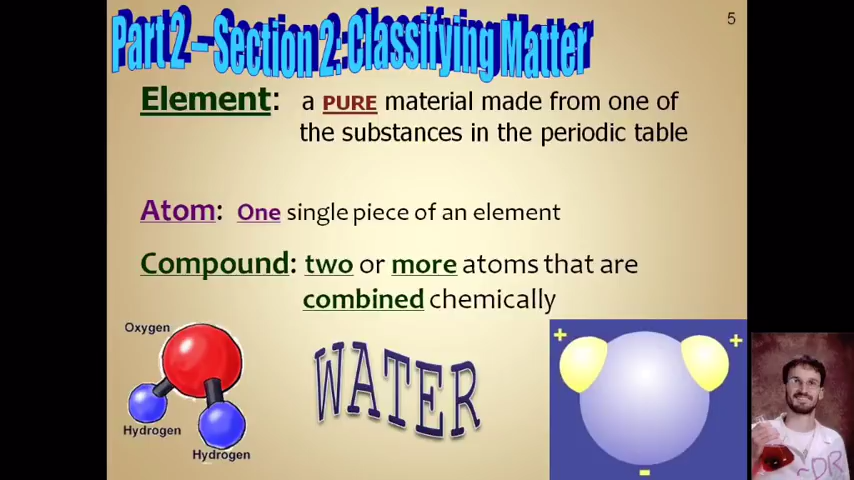 5
Part 2 – Section 2: Classifying Matter
Element: a PURE material made from one of
the substances in the periodic table
Atom: One single piece of an element
Compound: two or more atoms that are
combined chemically
Oxygen
Hydrogen
Hydrogen
WATER
+
+
-
~DR